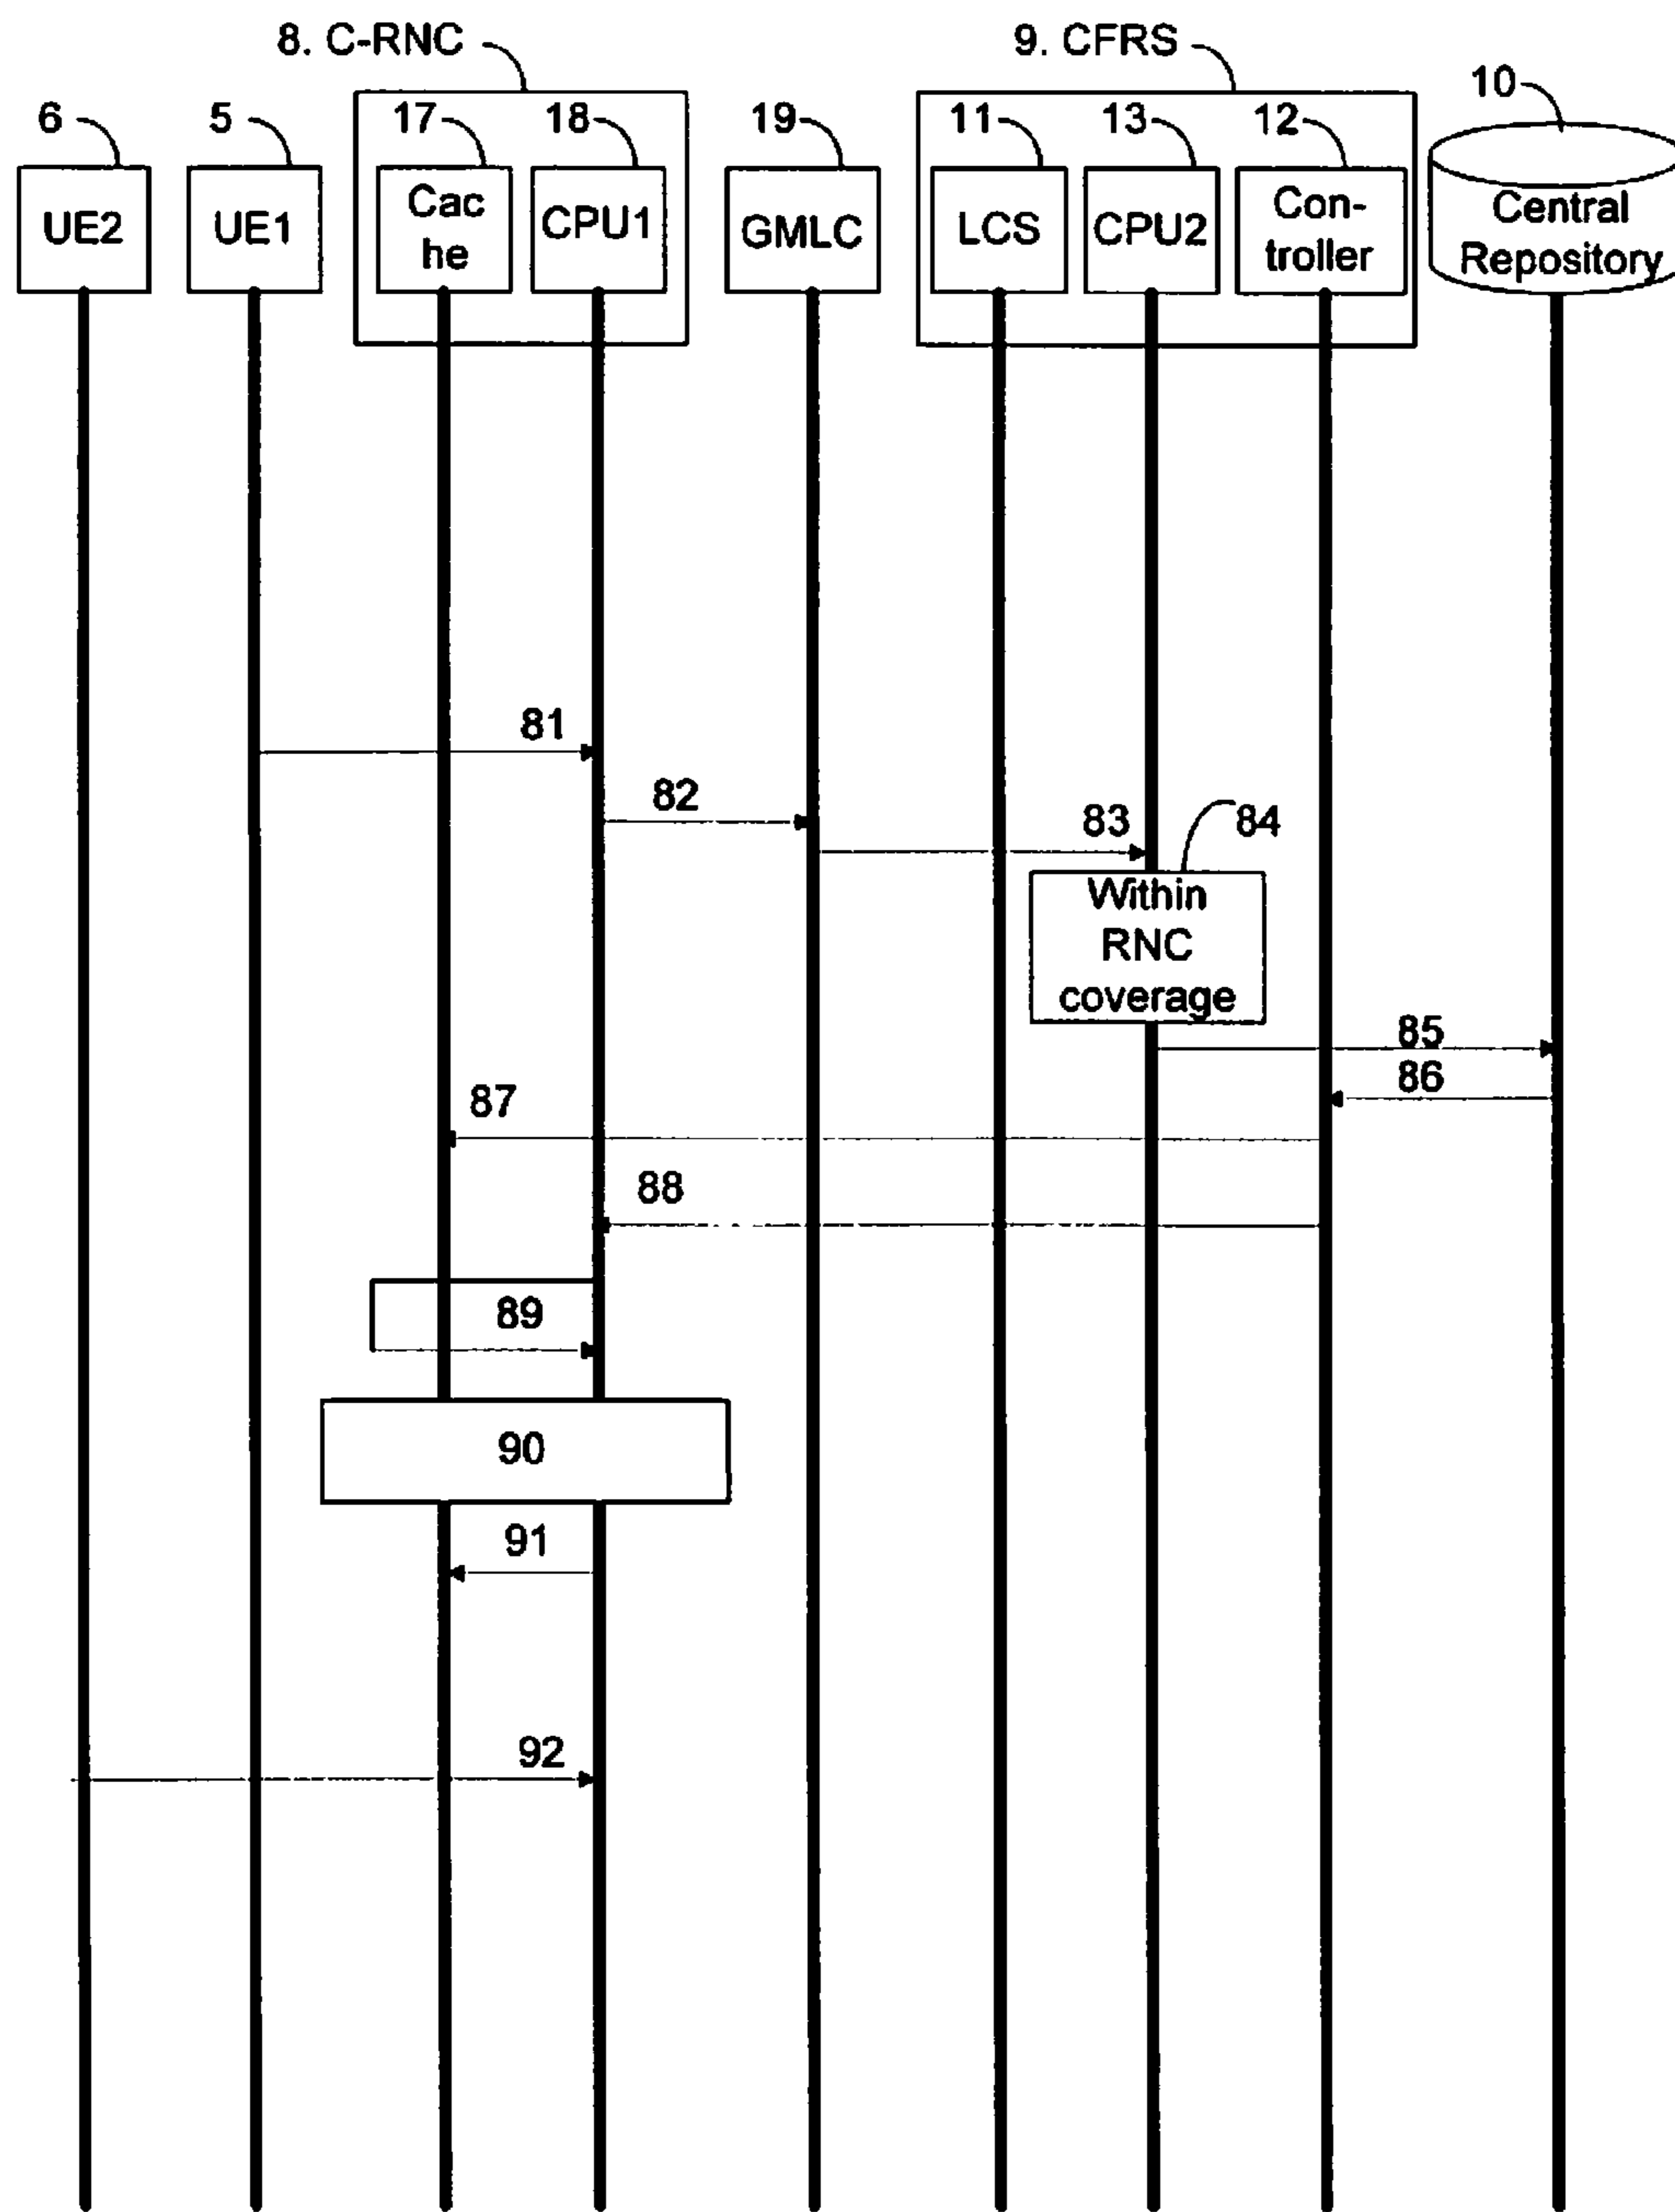 8. C-RNC
9. CFRS
10
6
5
17
18
19
11
13
12
UE2
UE1
Cac
he
CPU1
GMLC
LCS
CPU2
Con-
troller
Central
Repository
81
82
83
84
Within
RNC
coverage
85
86
87
88
89
90
91
92